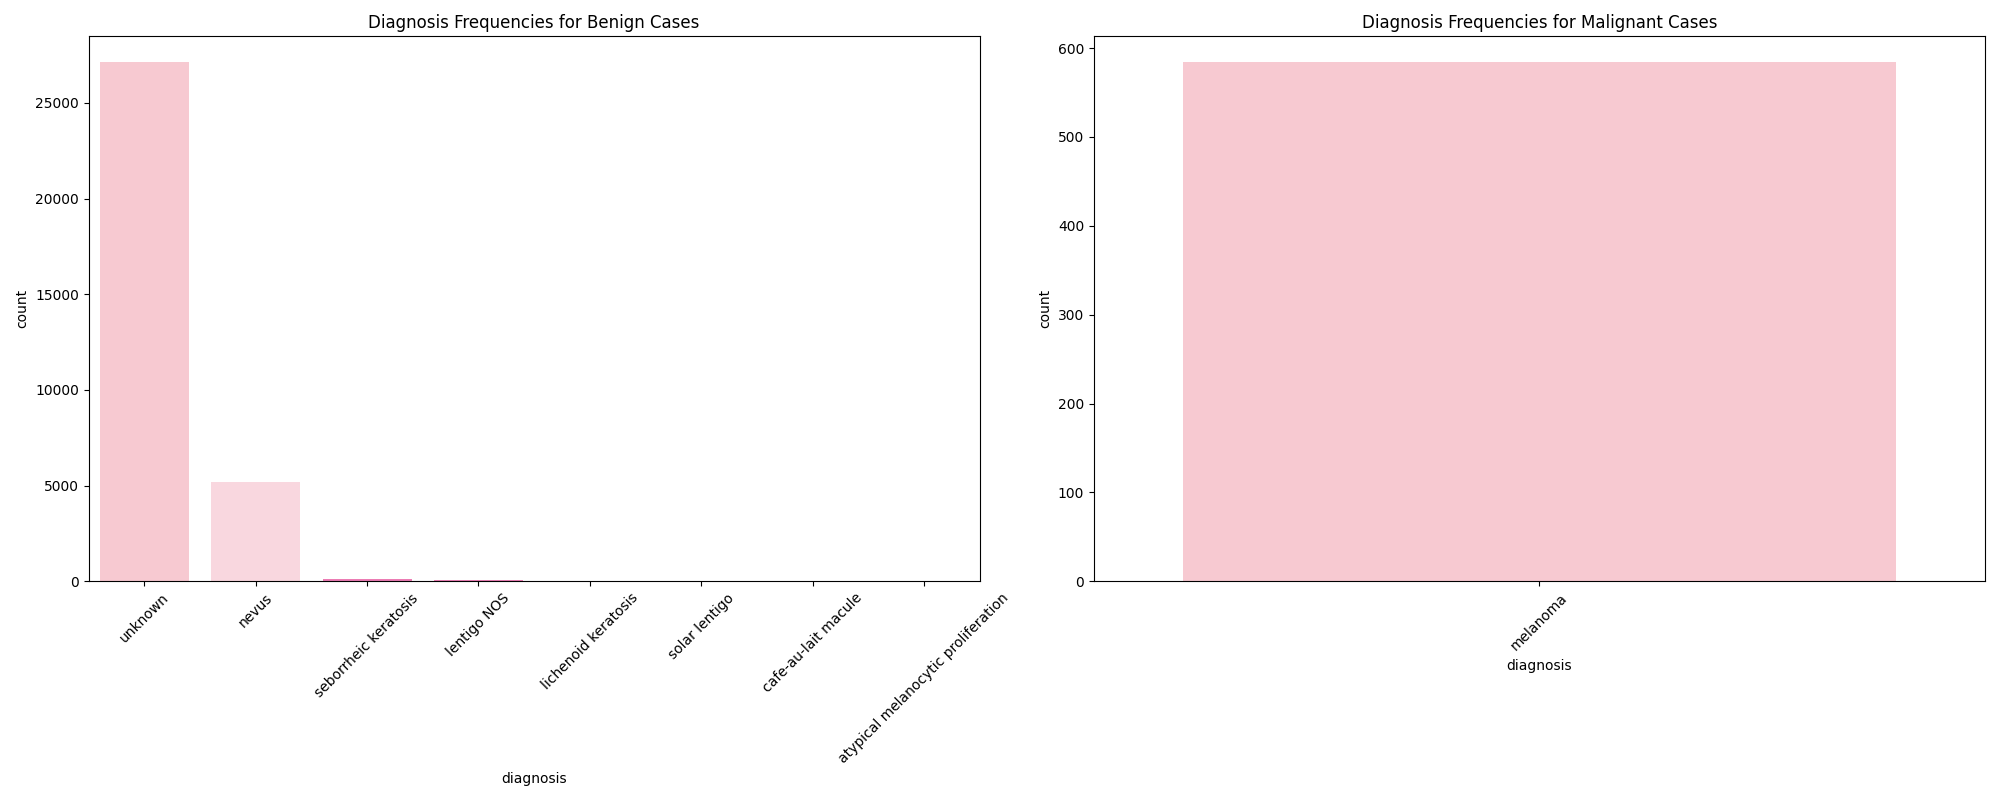 Diagnosis Frequencies for Benign Cases
count
25000
20000
15000
10000
5000
0
unknown
nevus
seborrheic keratosis
lentigo NOS
lichenoid keratosis
solar lentigo
cafe-au-lait macule
atypical melanocytic proliferation
diagnosis
Diagnosis Frequencies for Malignant Cases
count
600
500
400
300
200
100
0
melanoma
diagnosis